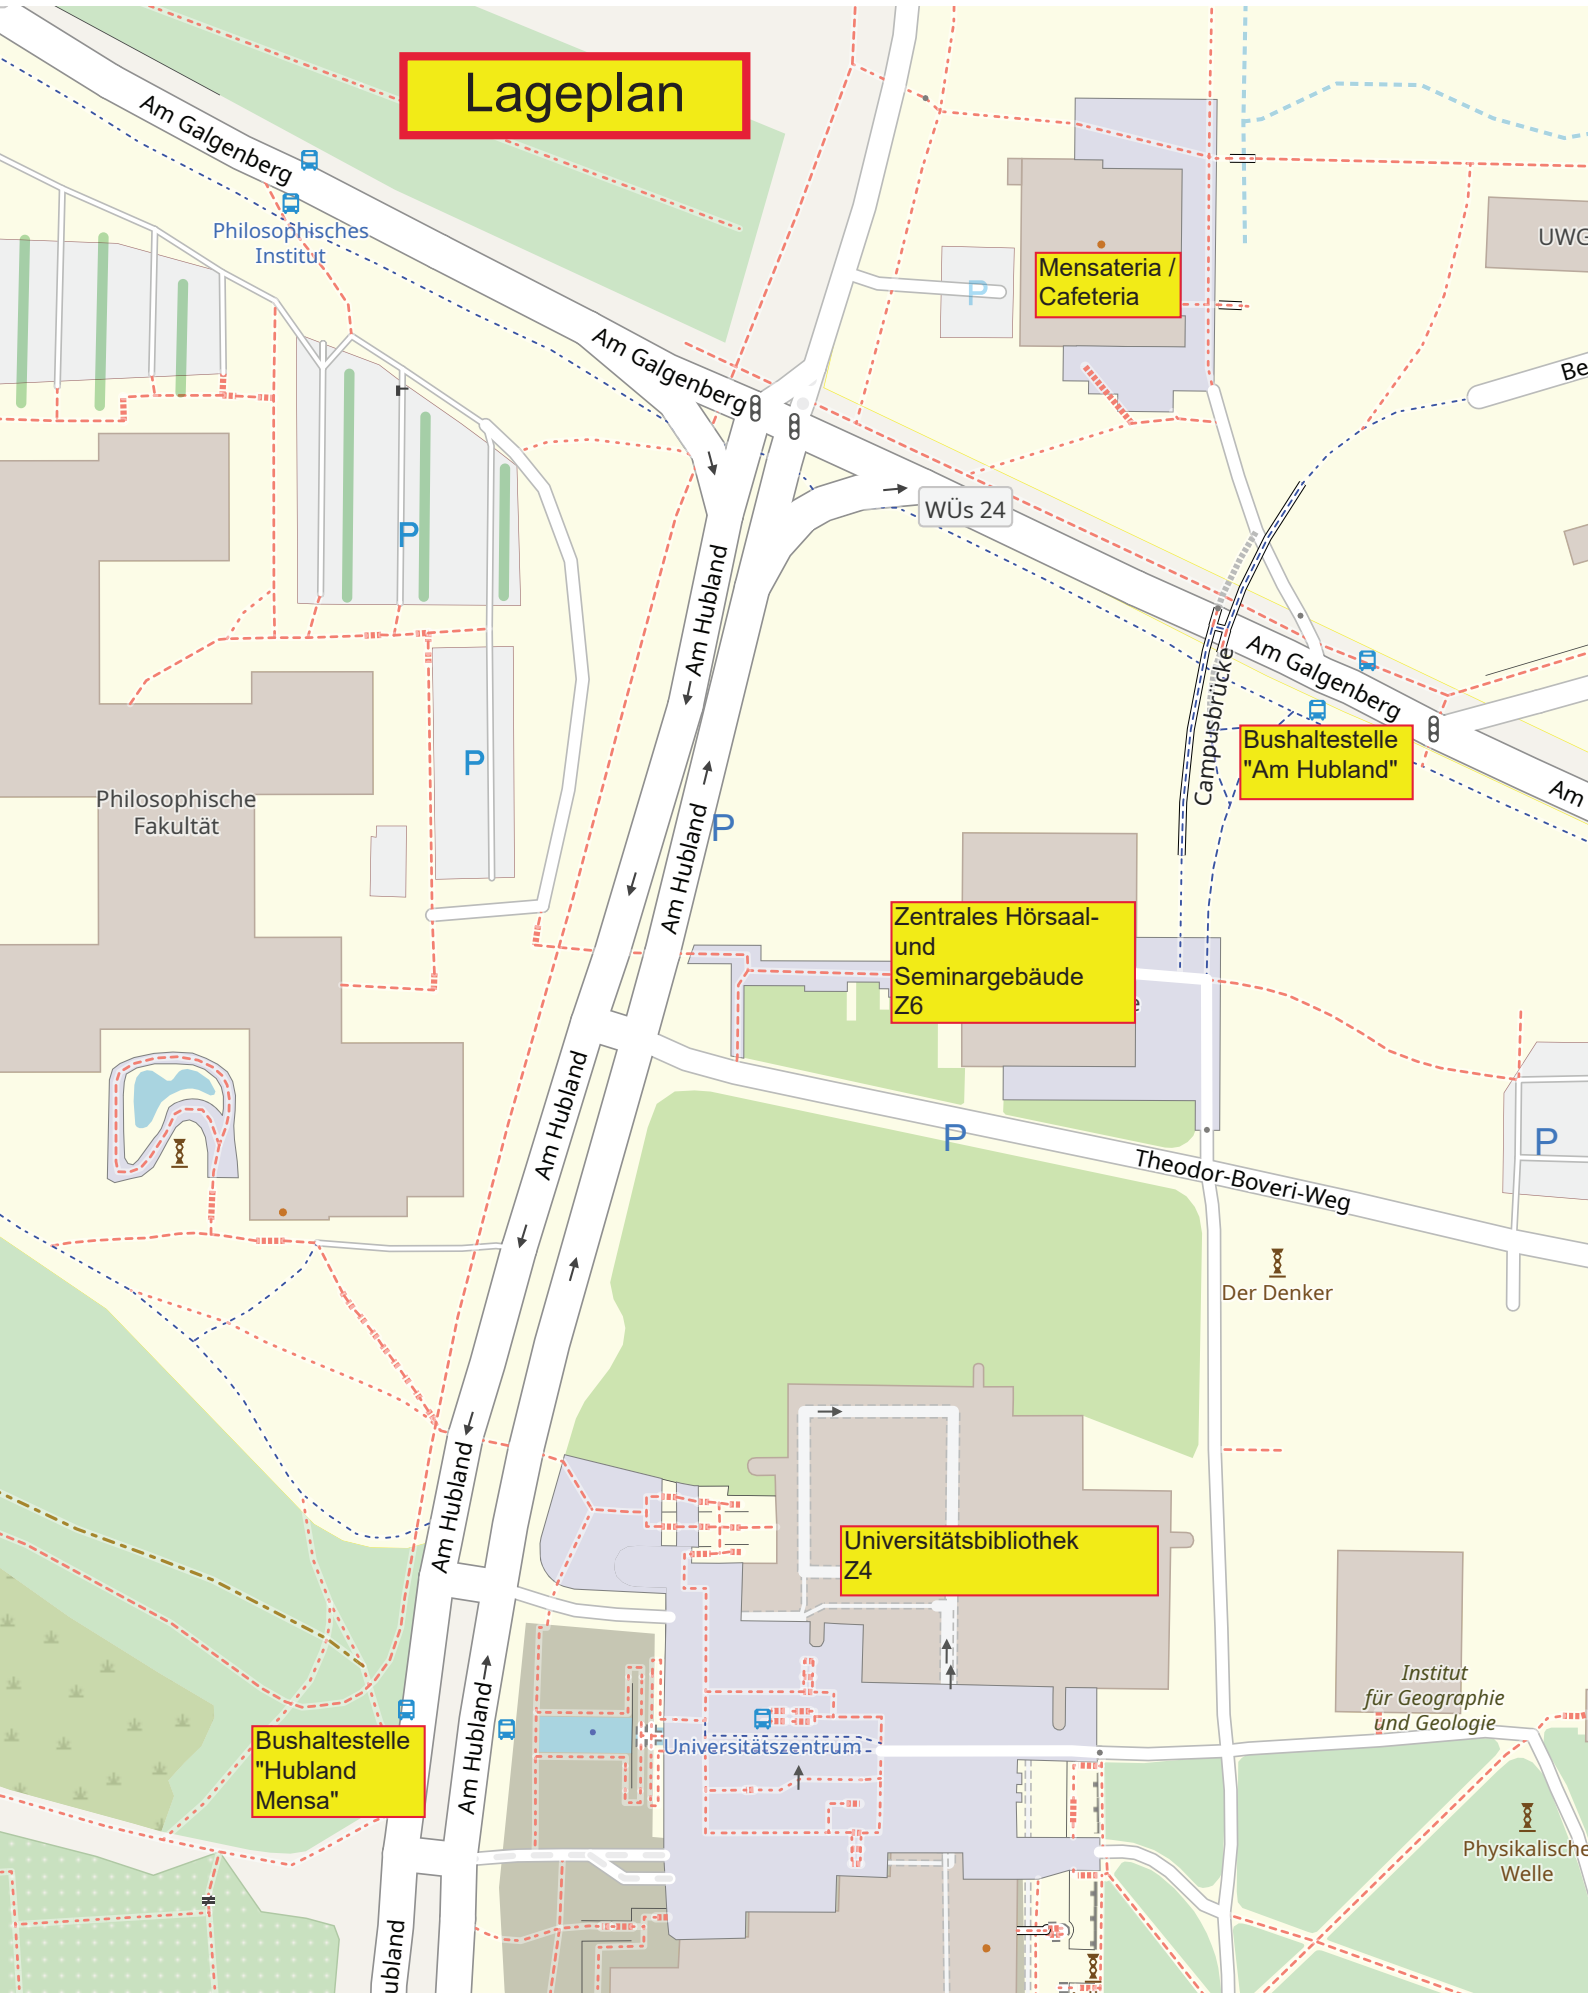 Lageplan
Am Galgenberg
Philosophisches
Institut
UWG
Mensateria /
Cafeteria
P
Am Galgenberg
Be
WÜs 24
P
Am Hubland
Am Galgenberg
Campusbrücke
Bushaltestelle
"Am Hubland"
P
Am
Philosophische
Fakultät
P
Am Hubland
Zentrales Hörsaal-
und
Seminargebäude
Z6
e
Am Hubland
P
P
Theodor-Boveri-Weg
Der Denker
Am Hubland
Universitätsbibliothek
Z4
Institut
für Geographie
und Geologie
Bushaltestelle
"Hubland
Mensa"
Am Hubland
Universitätszentrum
Physikalische
Welle
ubland